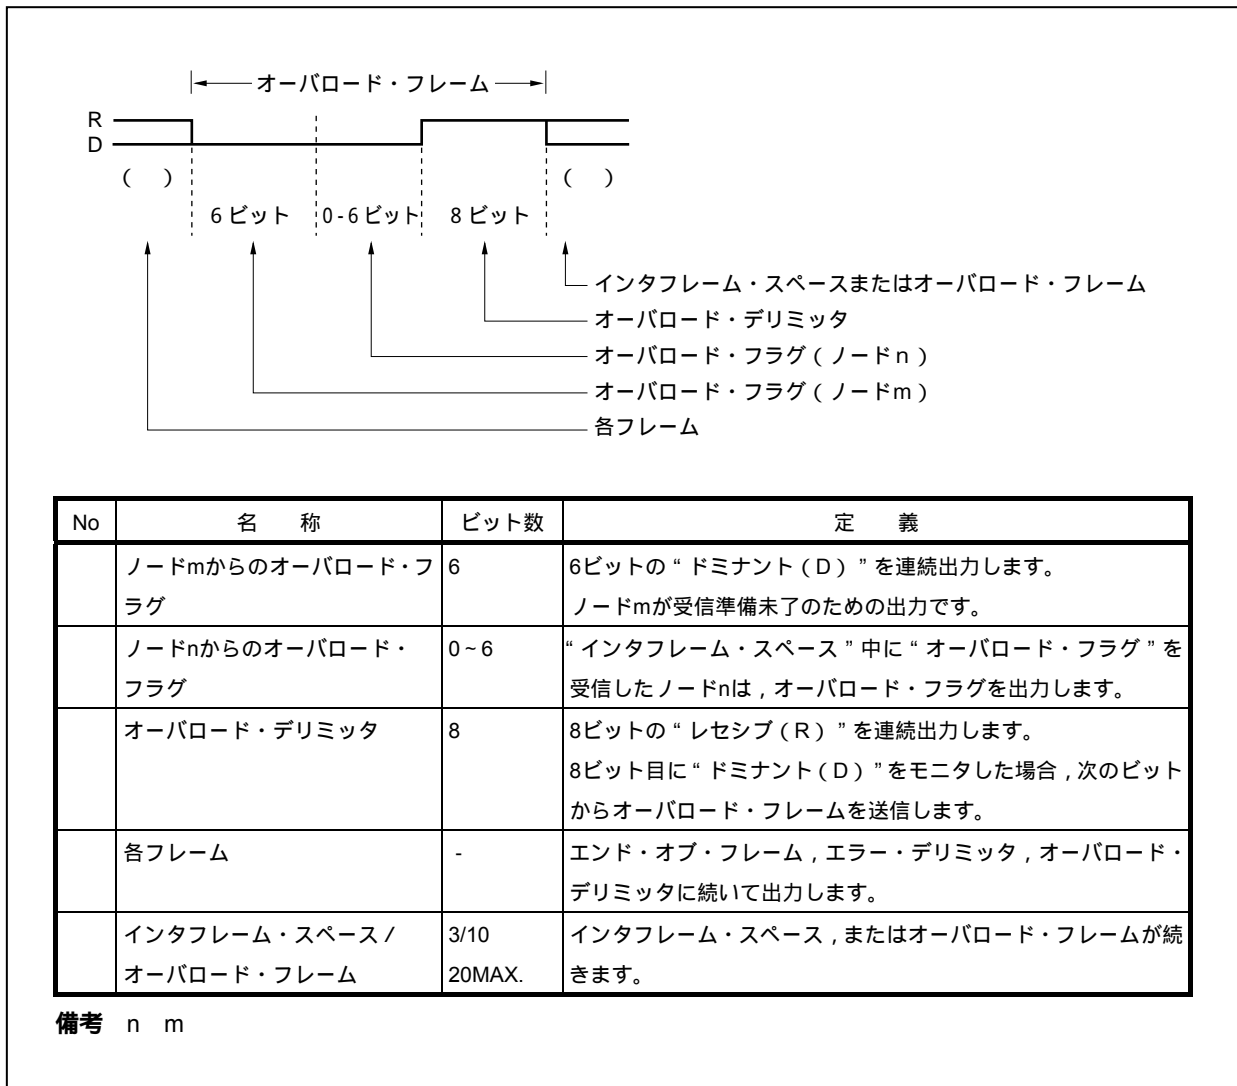 オーバロード・フレーム
R
D
(　)
(　)
6 ビット
0 - 6 ビット
8 ビット
インタフレーム・スペースまたはオーバロード・フレーム
オーバロード・デリミッタ
オーバロード・フラグ(ノードn)
オーバロード・フラグ(ノードm)
各フレーム
No 名　称 ビット数 定　義
ノードmからのオーバロード・フ 6 6ビットの“ドミナント(D)”を連続出力します。
ラグ ノードmが受信準備未了のための出力です。
ノードnからのオーバロード・ 0~6 “インタフレーム・スペース”中に“オーバロード・フラグ”を
フラグ 受信したノードnは,オーバロード・フラグを出力します。
オーバロード・デリミッタ 8 8ビットの“レセシブ(R)”を連続出力します。
8ビット目に“ドミナント(D)”をモニタした場合,次のビット
からオーバロード・フレームを送信します。
各フレーム - エンド・オブ・フレーム,エラー・デリミッタ,オーバロード・
デリミッタに続いて出力します。
インタフレーム・スペース/ 3/10 インタフレーム・スペース,またはオーバロード・フレームが続
オーバロード・フレーム 20MAX. きます。
備考 n m